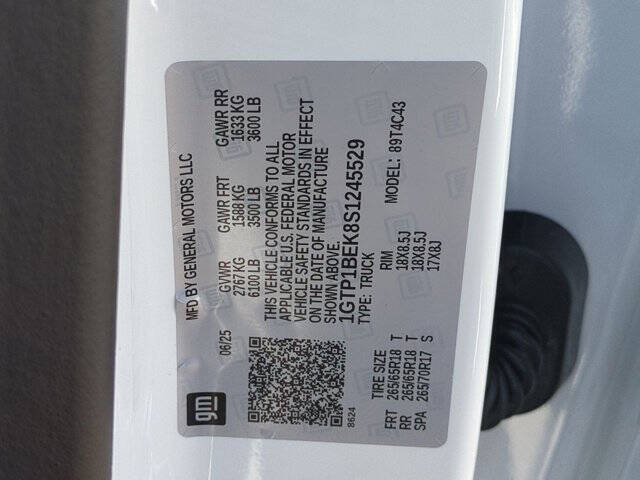 MFD BY GENERAL MOTORS LLC
06/25 GVWR GAWR FRT GAWR RR
2767 KG 1588 KG 1633 KG
6100 LB 3500 LB 3600 LB
THIS VEHICLE CONFORMS TO ALL
APPLICABLE U.S. FEDERAL MOTOR
VEHICLE SAFETY STANDARDS IN EFFECT
ON THE DATE OF MANUFACTURE
SHOWN ABOVE.
1GTP1BEK8S1245529
TYPE: TRUCK MODEL: 89T4C43
TIRE SIZE RIM
FRT 265/65R18 T 18X8.5J
RR 265/65R18 T 18X8.5J
SPA 265/70R17 S 17X8J
gm
8624